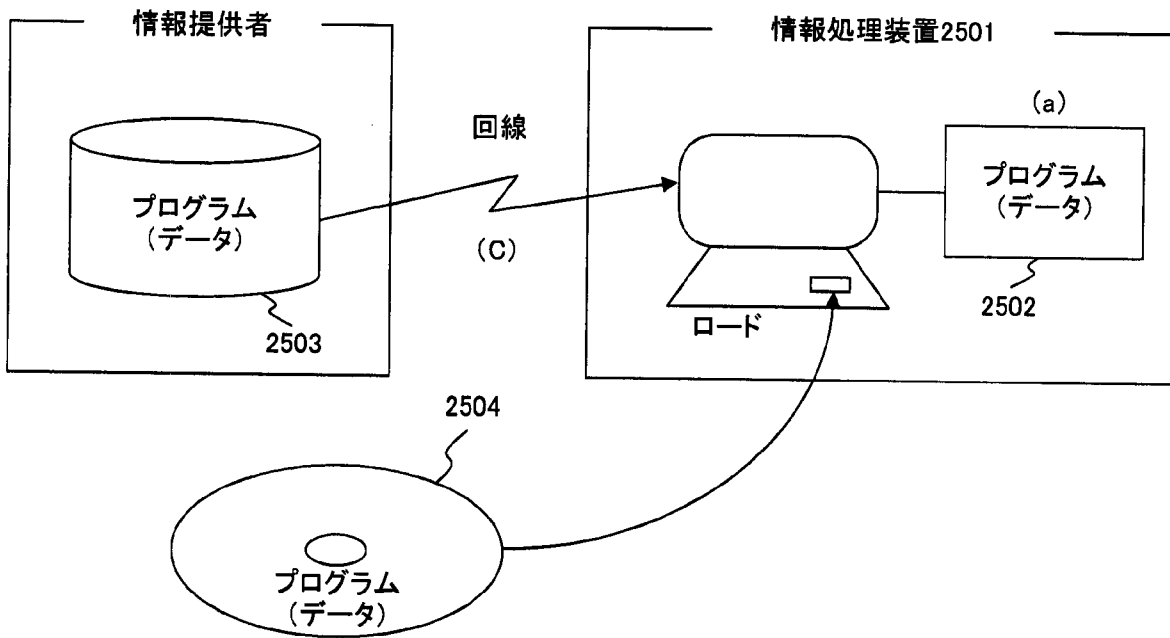 情報提供者
プログラム
(データ)
2503
回線
(C)
情報処理装置2501
(a)
プログラム
(データ)
2502
ロード
2504
プログラム
(データ)